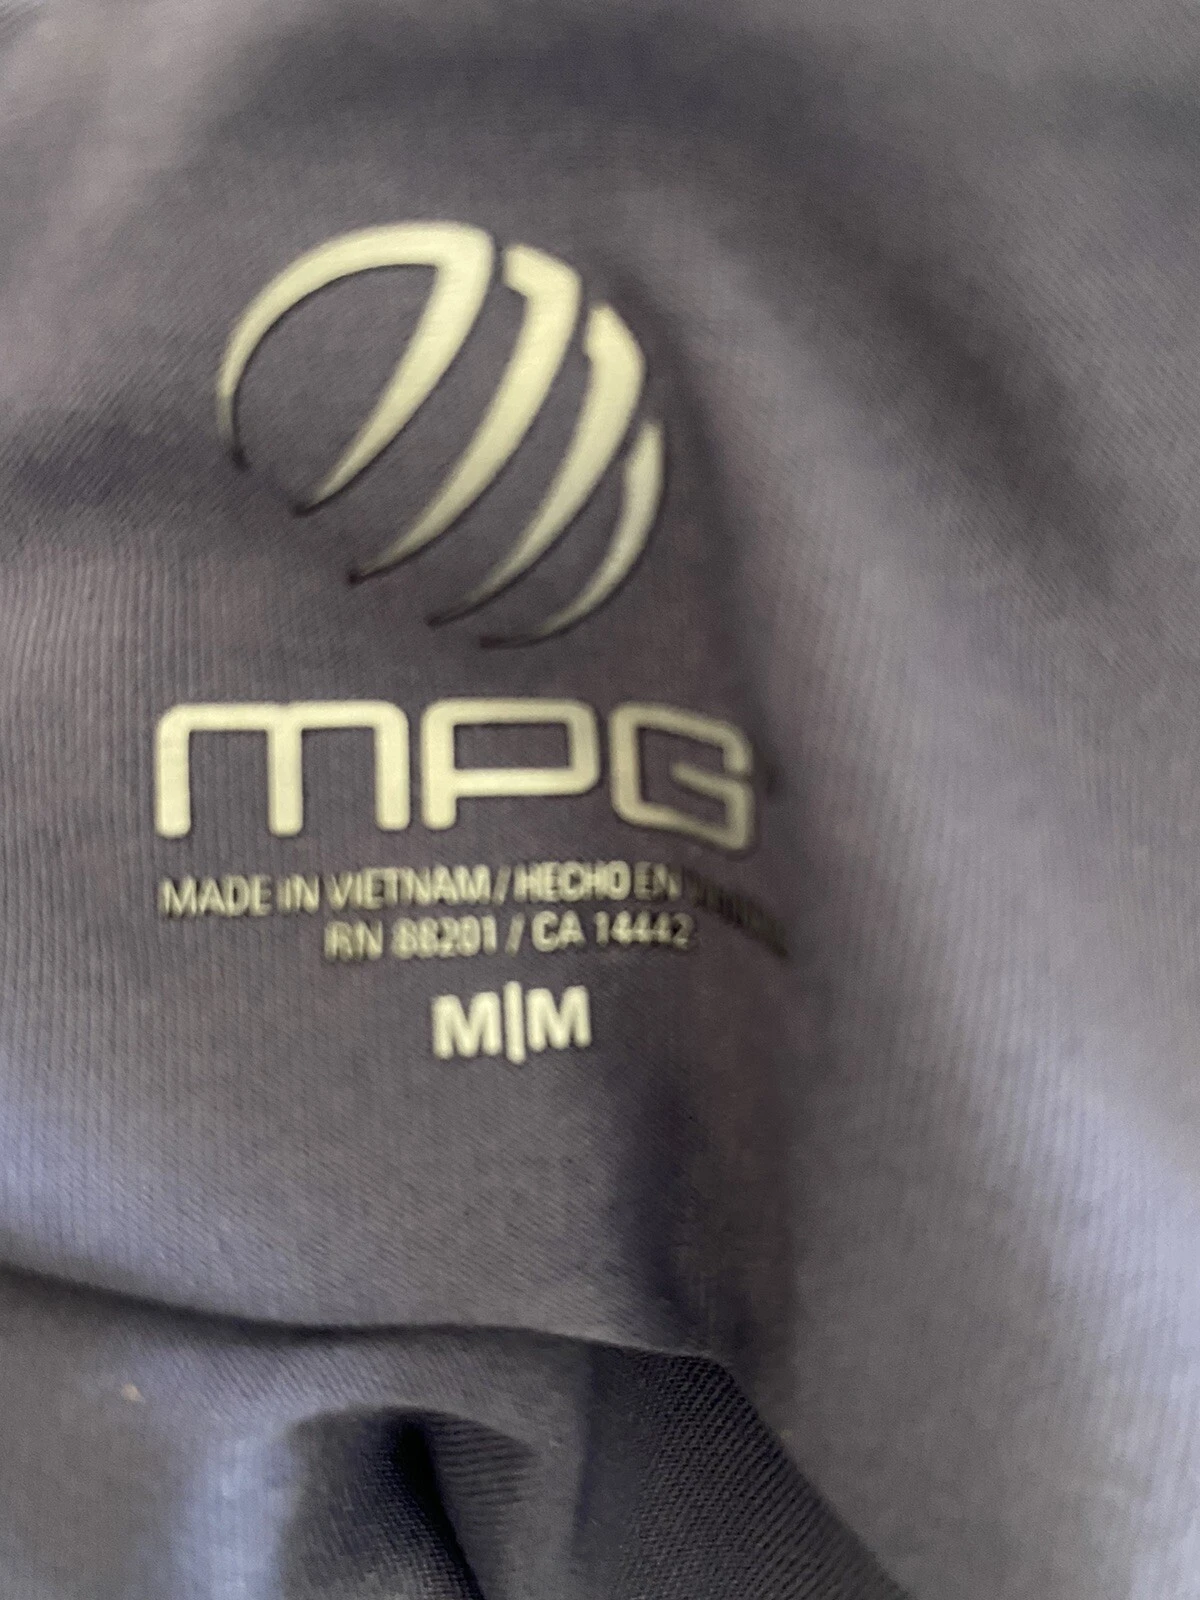 mPG
MADE IN VIETNAM / HECHO EN
RN 88201 / CA 14442
M|M